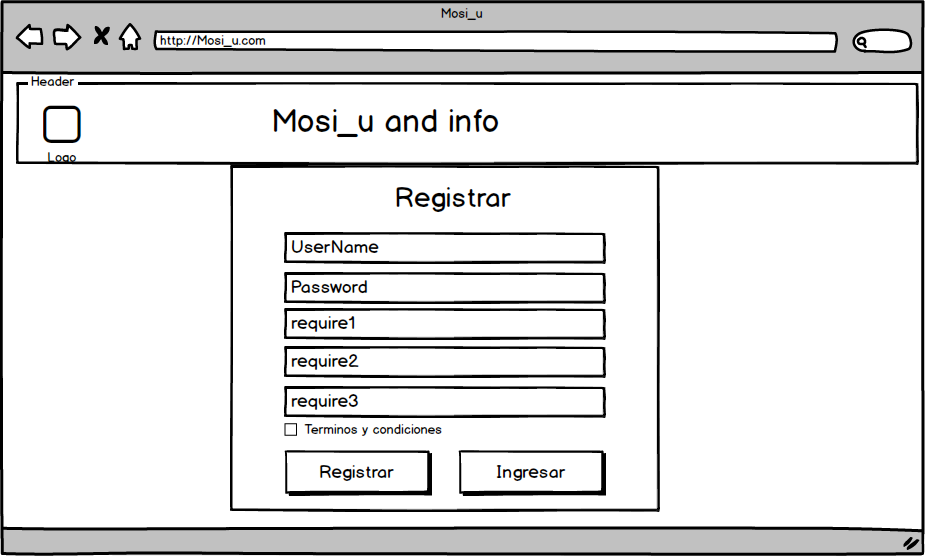 Mosi_u
http://Mosi_u.com
Header
Logo
Mosi_u and info
Registrar
UserName
Password
require1
require2
require3
Terminos y condiciones
Registrar
Ingresar